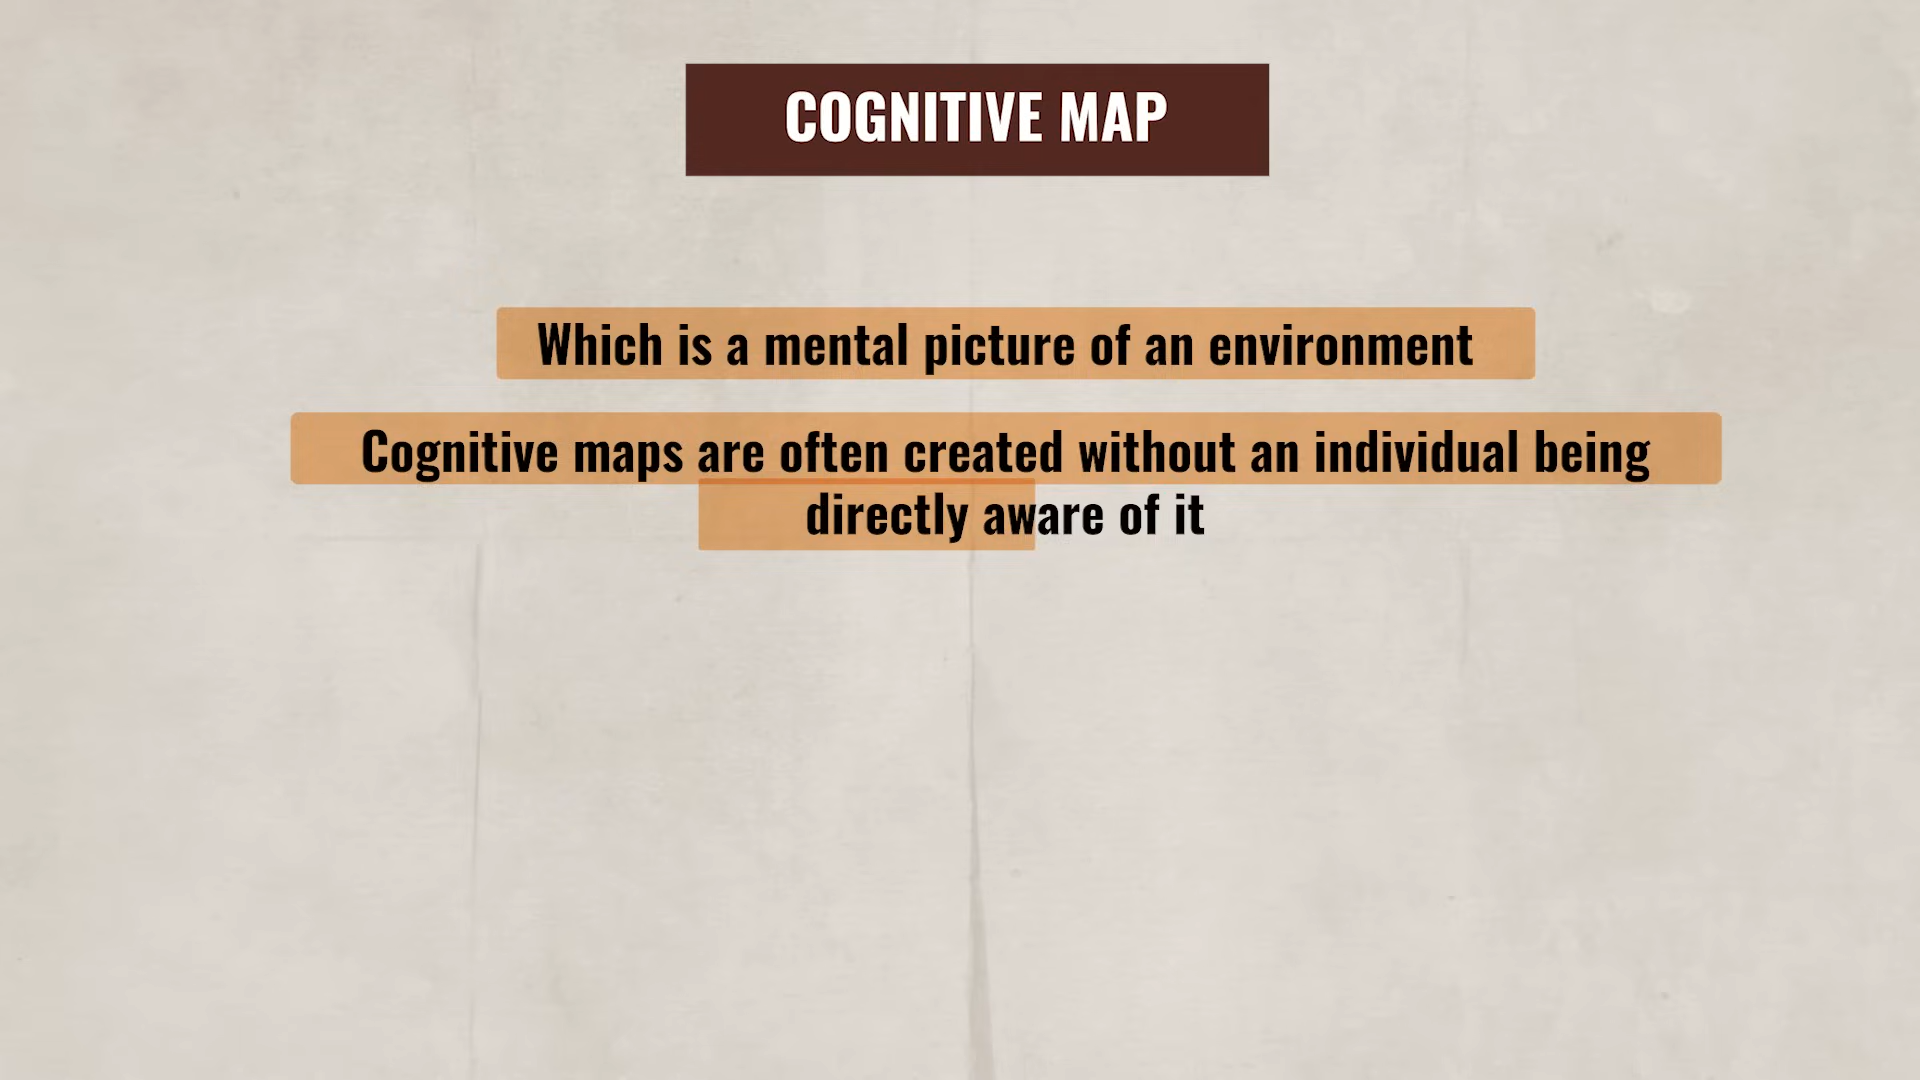 COGNITIVE MAP
Which is a mental picture of an environment
Cognitive maps are often created without an individual being
directly aware of it